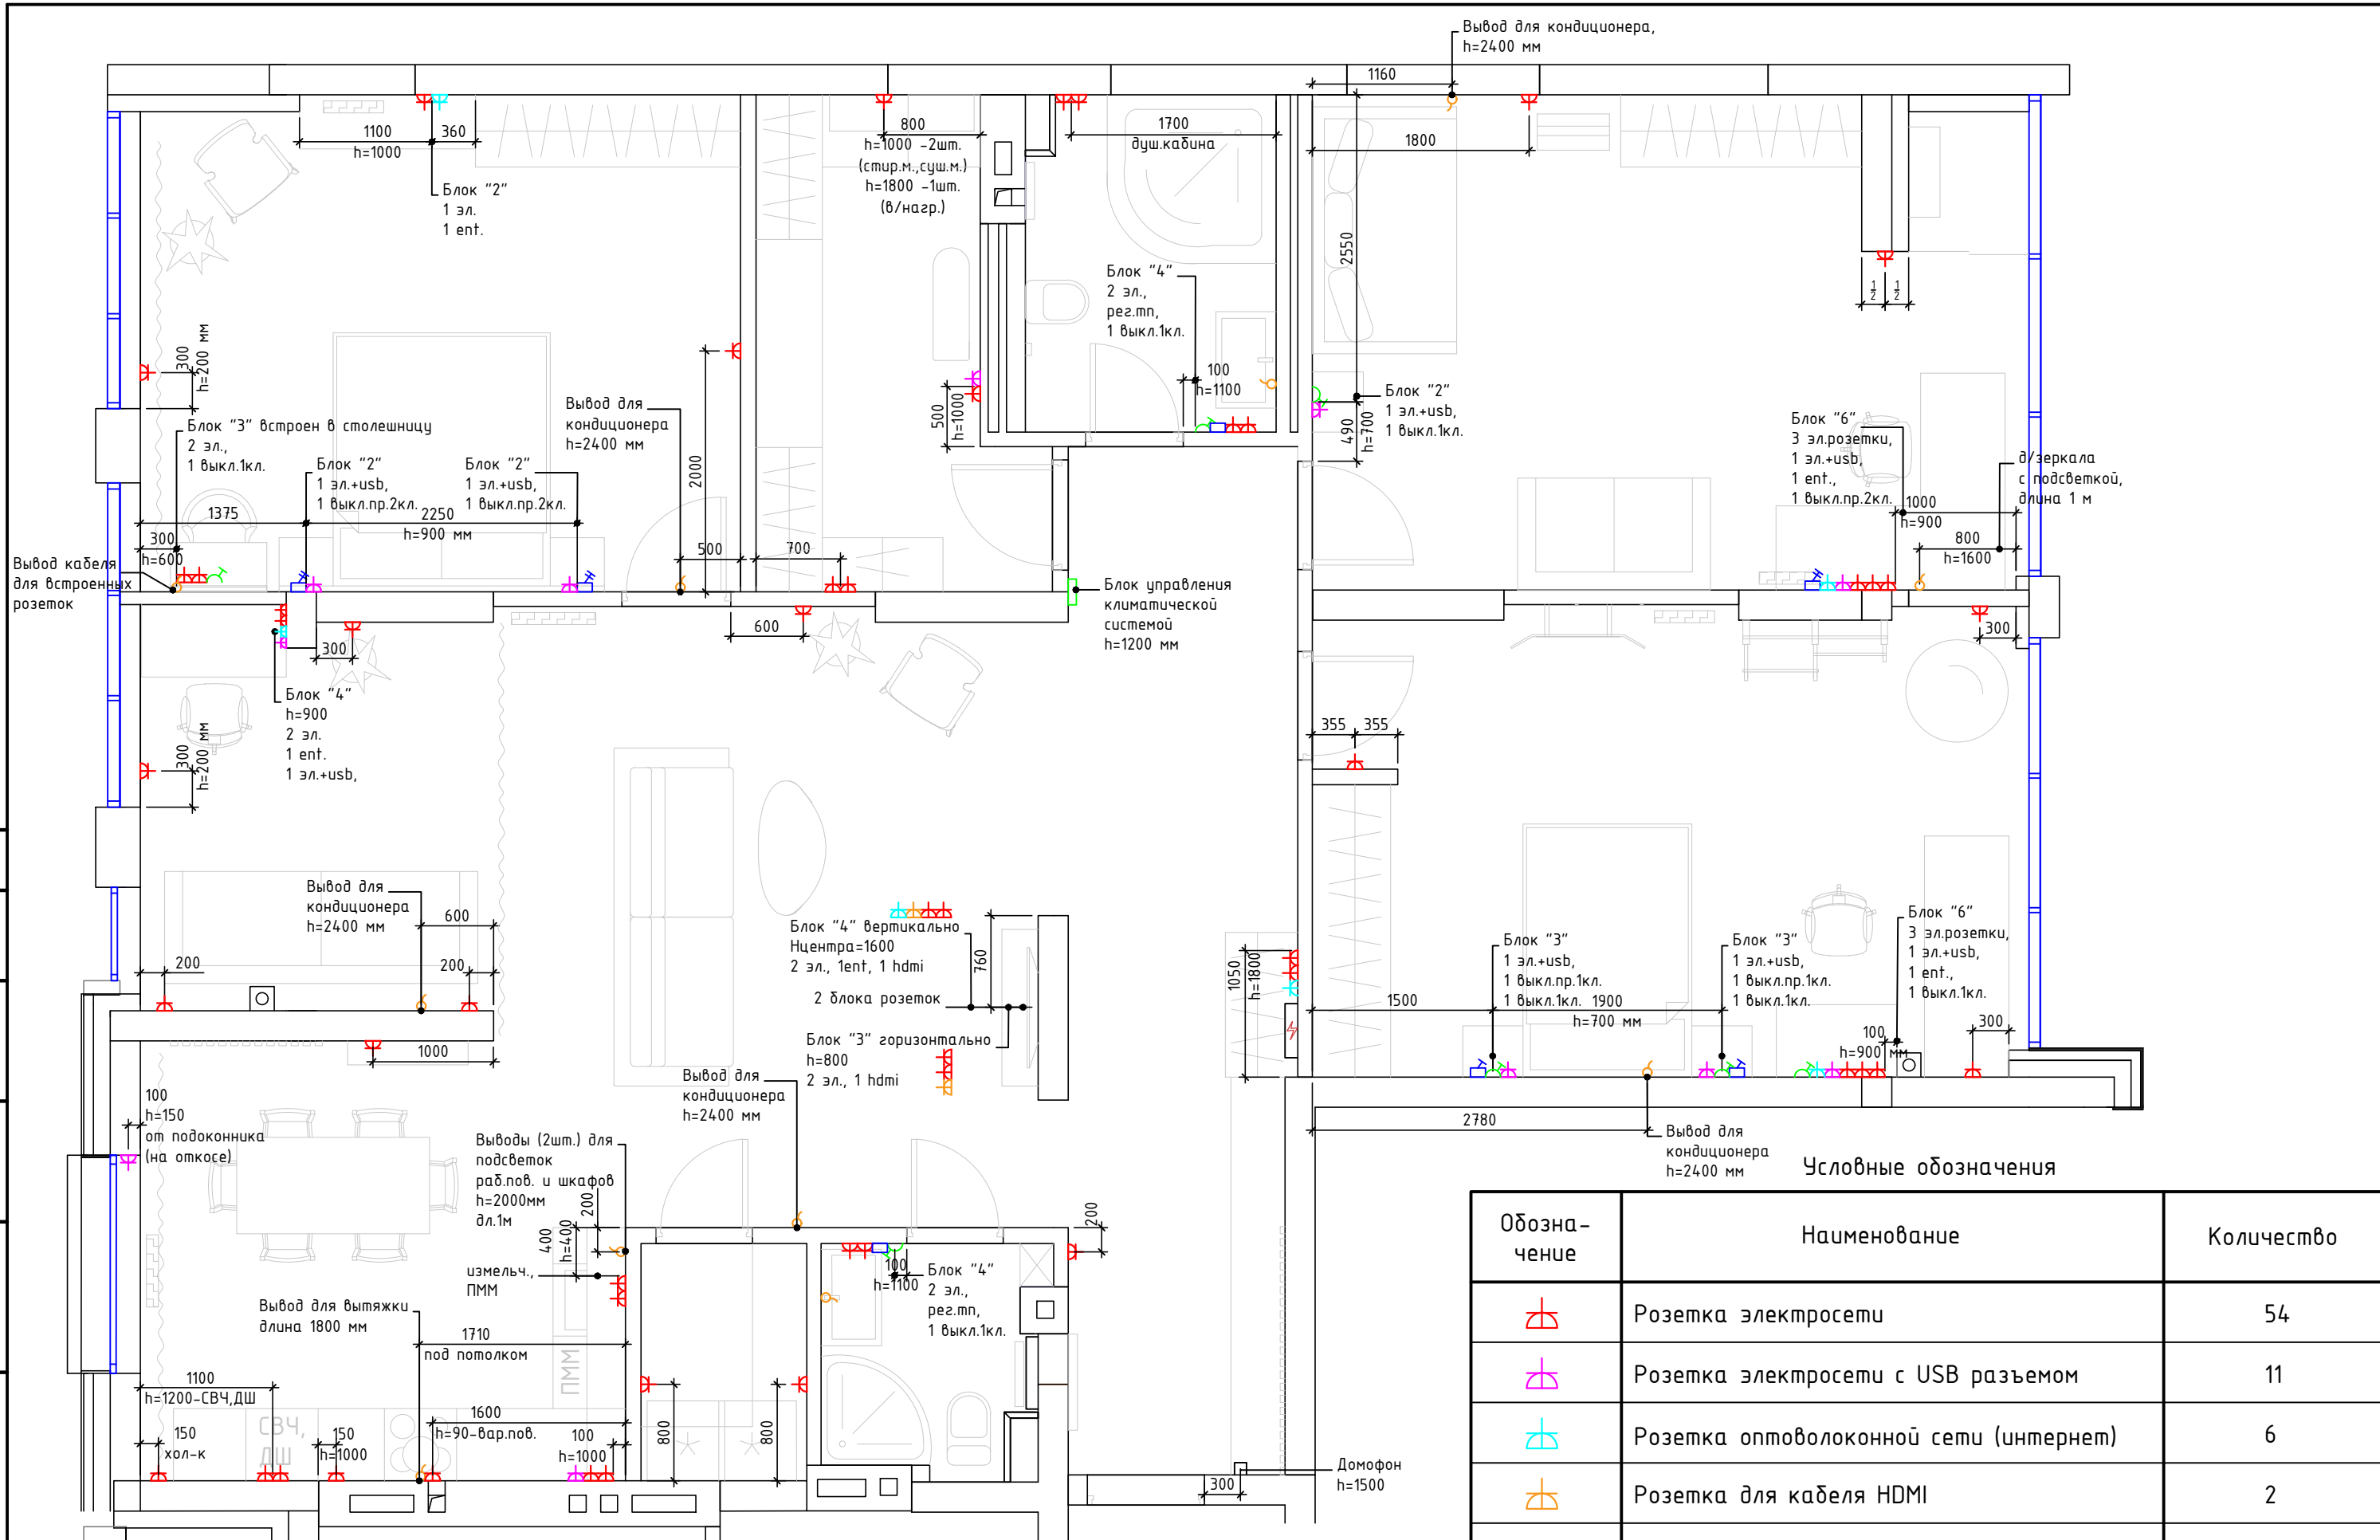 Вывод для кондиционера,
h=2400 мм
1160
1100
360
h=1000
800
h=1000 -2шт.
(стир.м.,суш.м.)
h=1800 -1шт.
(в/нагр.)
1700
душ.кабина
1800
Блок "2"
1 эл.
1 ent.
2550
Блок "4"
2 эл.,
рег.тп,
1 выкл.1кл.
1/2
1/2
300
h=200 мм
100
h=1100
Блок "2"
1 эл.+usb,
1 выкл.1кл.
490
h=700
500
h=1000
2000
Вывод для
кондиционера
h=2400 мм
Блок "3" встроен в столешницу
2 эл.,
1 выкл.1кл.
Блок "2"
1 эл.+usb,
1 выкл.пр.2кл.
Блок "2"
1 эл.+usb,
1 выкл.пр.2кл.
Блок "6"
3 эл.розетки,
1 эл.+usb,
1 ent.,
1 выкл.пр.2кл.
д/зеркала
с подсветкой,
длина 1 м
1000
h=900
800
h=1600
1375
2250
h=900 мм
300
h=600
500
700
Вывод кабеля
для встроенных
розеток
Блок управления
климатической
системой
h=1200 мм
600
300
300
Блок "4"
h=900
2 эл.
1 ent.
1 эл.+usb,
300
h=200 мм
355
355
Вывод для
кондиционера
h=2400 мм
600
200
200
Блок "4" вертикально
Нцентра=1600
2 эл., 1ent, 1 hdmi
2 блока розеток
760
Блок "3" горизонтально
h=800
2 эл., 1 hdmi
1050
h=1800
Блок "3"
1 эл.+usb,
1 выкл.пр.1кл.
1 выкл.1кл.
Блок "3"
1 эл.+usb,
1 выкл.пр.1кл.
1 выкл.1кл.
Блок "6"
3 эл.розетки,
1 эл.+usb,
1 ent.,
1 выкл.1кл.
1500
1900
h=700 мм
100
h=900 мм
300
1000
Вывод для
кондиционера
h=2400 мм
100
h=150
от подоконника
(на откосе)
Выводы (2шт.) для
подсветок
раб.пов. и шкафов
h=2000мм
дл.1м
200
400
h=400
измельч.,
ПММ
200
2780
Вывод для
кондиционера
h=2400 мм
100
h=1100
Блок "4"
2 эл.,
рег.тп,
1 выкл.1кл.
Вывод для вытяжки
длина 1800 мм
1710
под потолком
ПММ
1100
h=1200-СВЧ,ДШ
СВЧ,
ДШ
150
хол-к
150
h=1000
1600
h=90-вар.пов.
100
h=1000
800
800
300
Домофон
h=1500
Условные обозначения
Обозна-
чение
Наименование
Количество
Розетка электросети
54
Розетка электросети с USB разъемом
11
Розетка оптоволоконной сети (интернет)
6
Розетка для кабеля HDMI
2